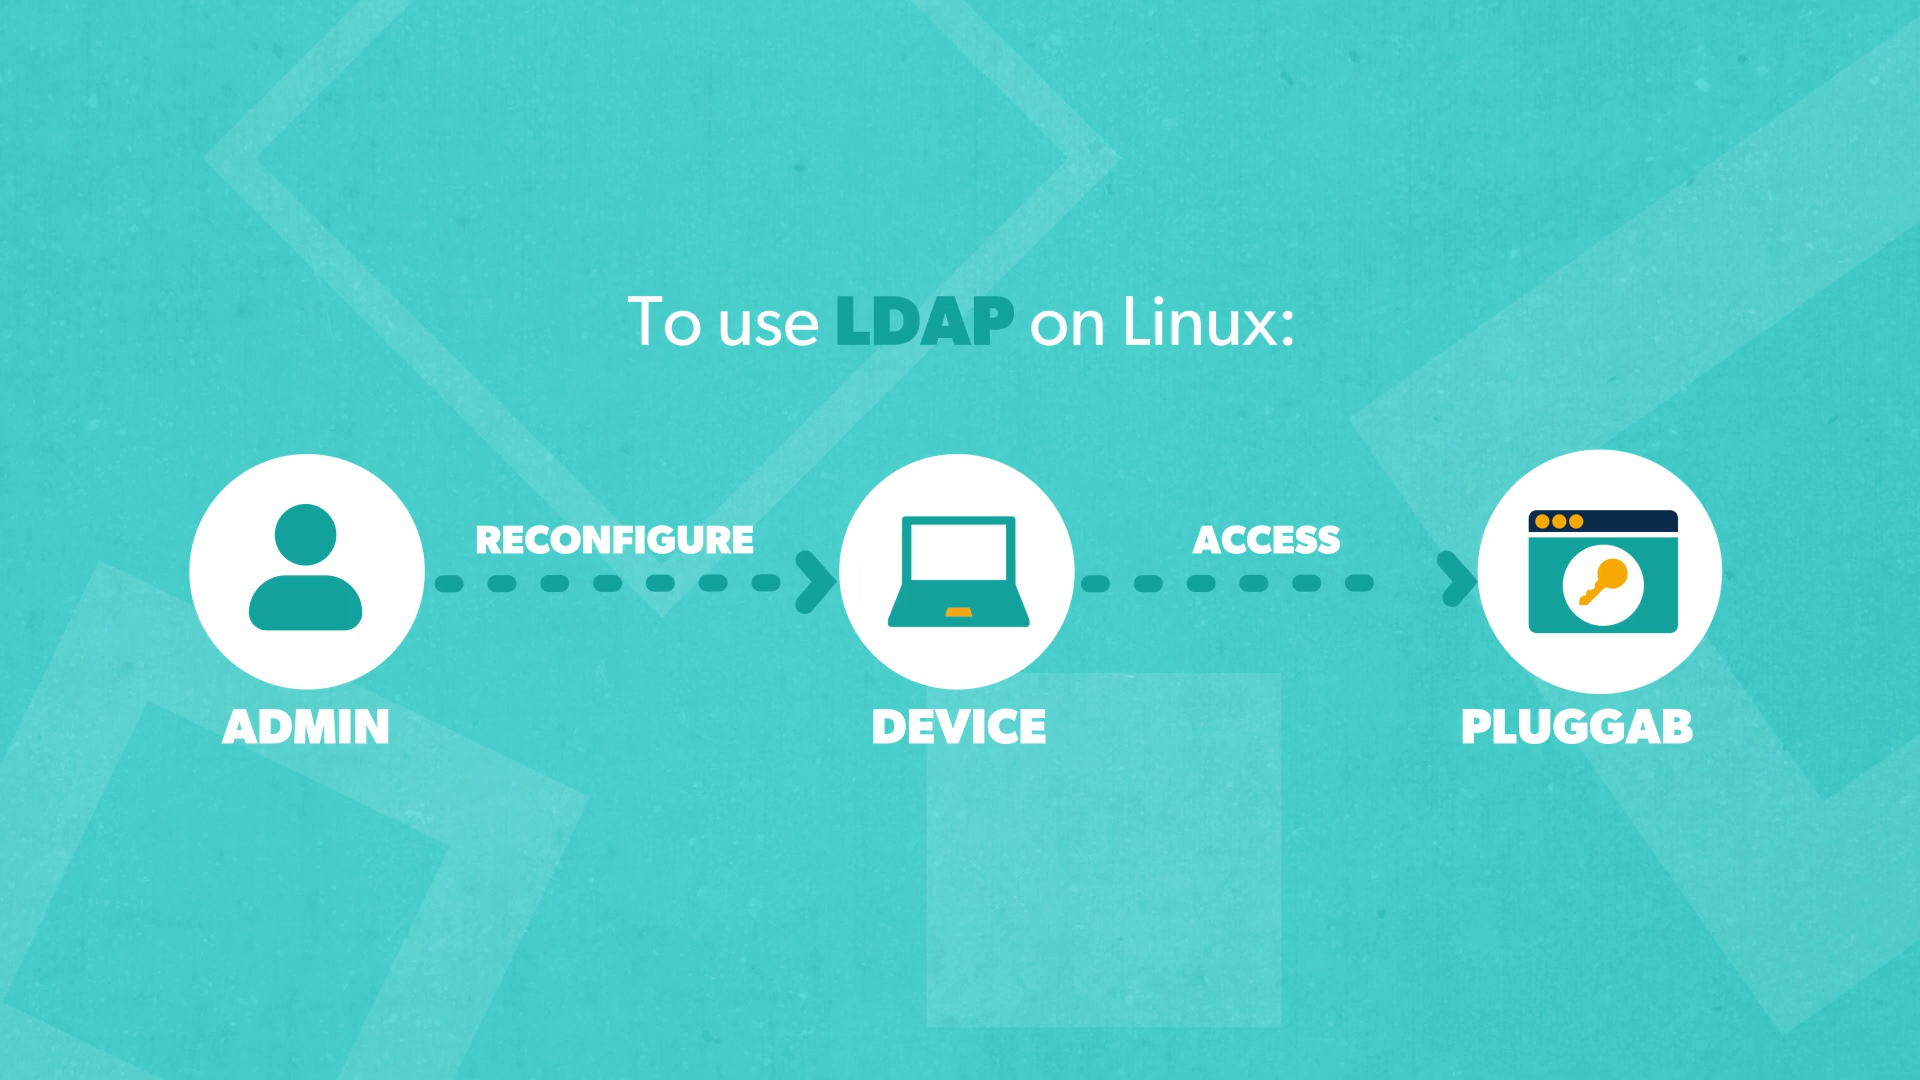 To use LDAP on Linux:
RECONFIGURE
ACCESS
ADMIN
DEVICE
PLUGGAB